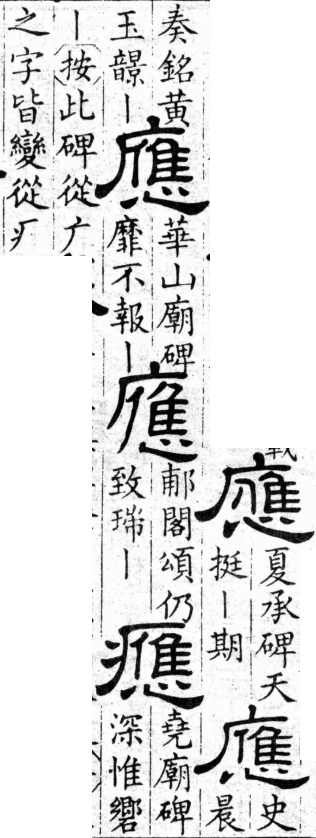 應
夏承碑天
挺丨期
應
史
晨
奏銘黃
玉䪫丨
應
華山廟碑
靡不報丨
應
郙閣頌仍
致瑞丨
應
堯廟碑
深惟嚮
丨按此碑從广
之字皆變從疒